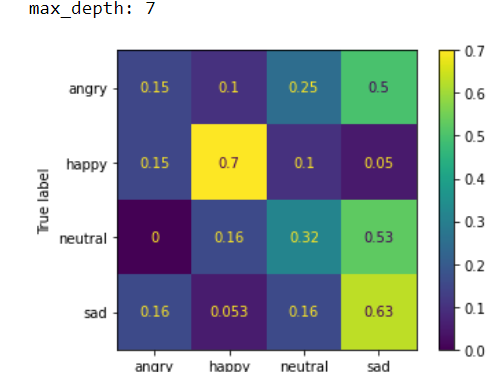 max_depth: 7
0.7
angry 0.15 0.1 0.25 0.5
0.6
0.5
happy 0.15 0.7 0.1 0.05
0.4
True label
0.3
neutral 0 0.16 0.32 0.53
0.2
sad 0.16 0.053 0.16 0.63
0.1
0.0
angry happy neutral sad